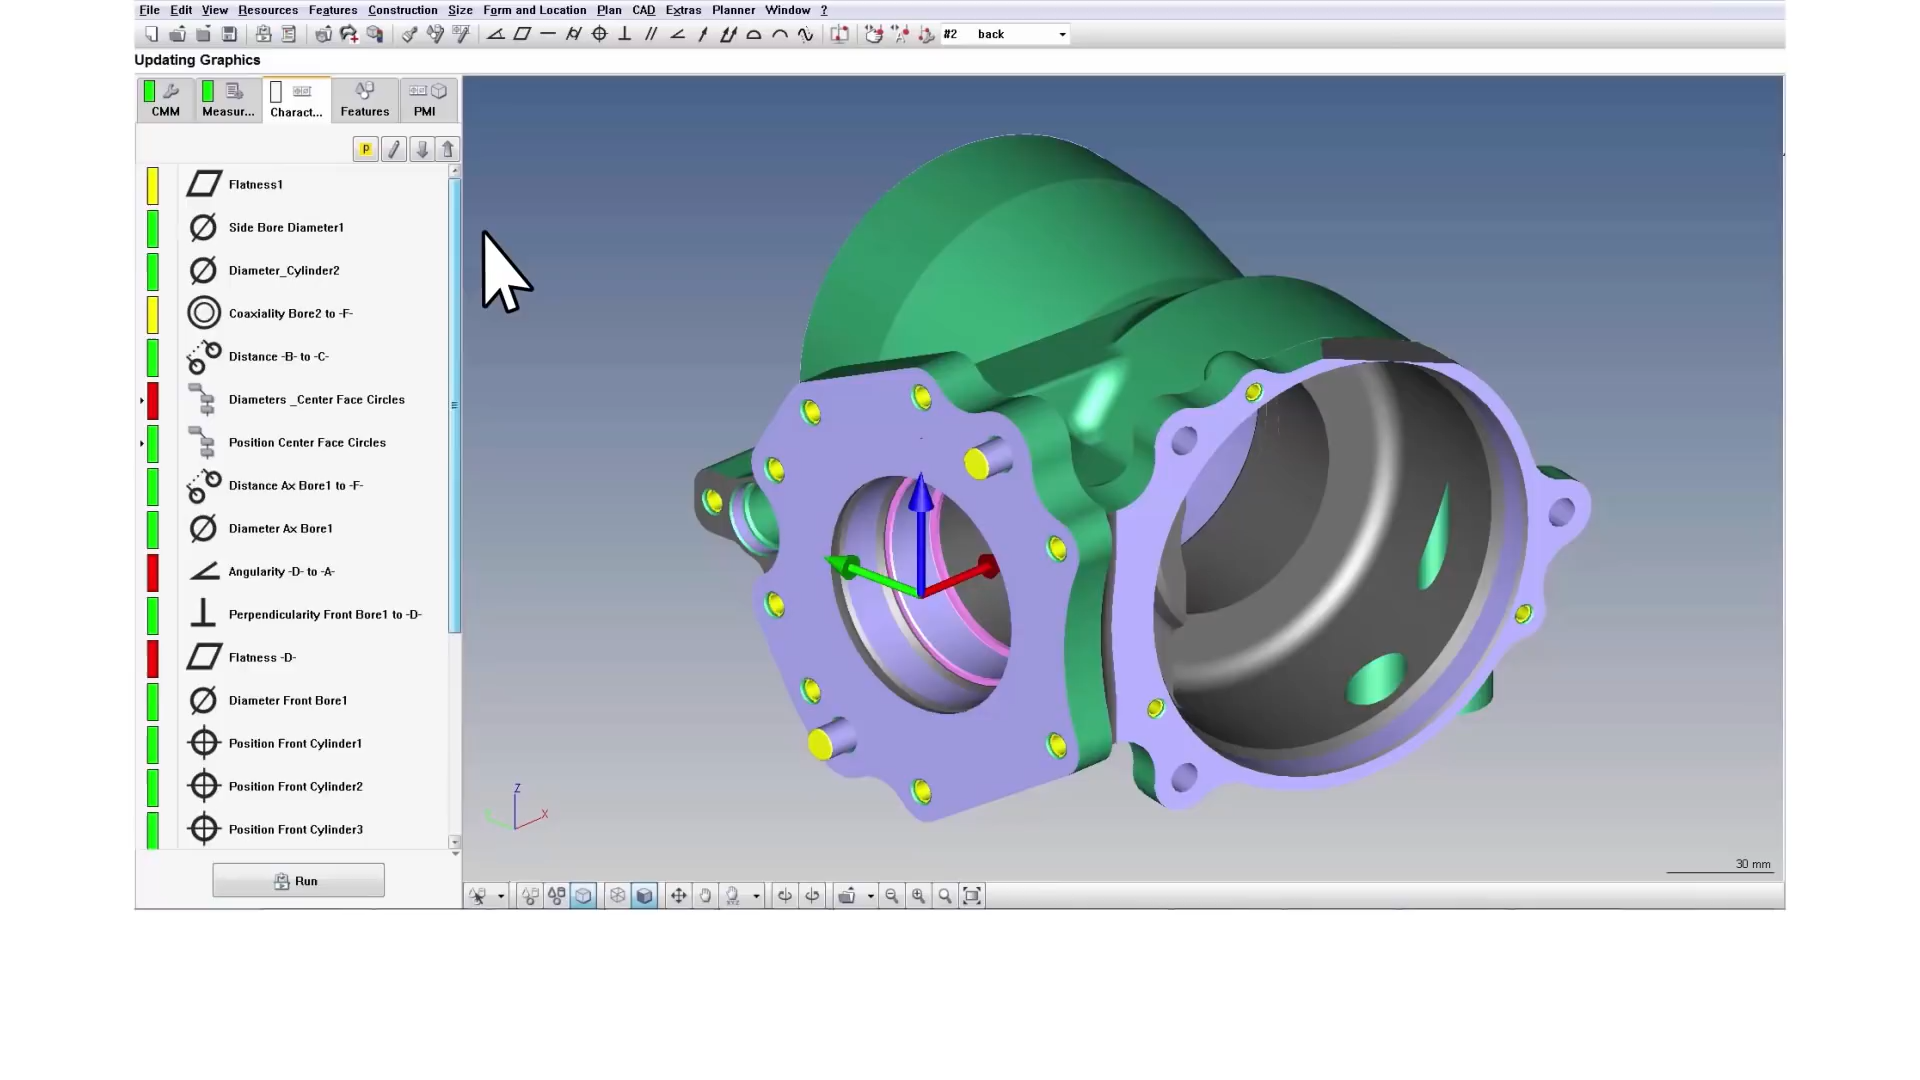 File Edit View Resources Features Construction Size Form and Location Plan CAD Extras Planner Window ?
#2 back
Updating Graphics
CMM Measur... Charact... Features PMI
P
Flatness1
Side Bore Diameter1
Diameter_Cylinder2
Coaxiality Bore2 to -F-
Distance -B- to -C-
Diameters _Center Face Circles
Position Center Face Circles
Distance Ax Bore1 to -F-
Diameter Ax Bore1
Angularity -D- to -A-
Perpendicularity Front Bore1 to -D-
Flatness -D-
Diameter Front Bore1
Position Front Cylinder1
Position Front Cylinder2
Position Front Cylinder3
Z
X
30 mm
Run